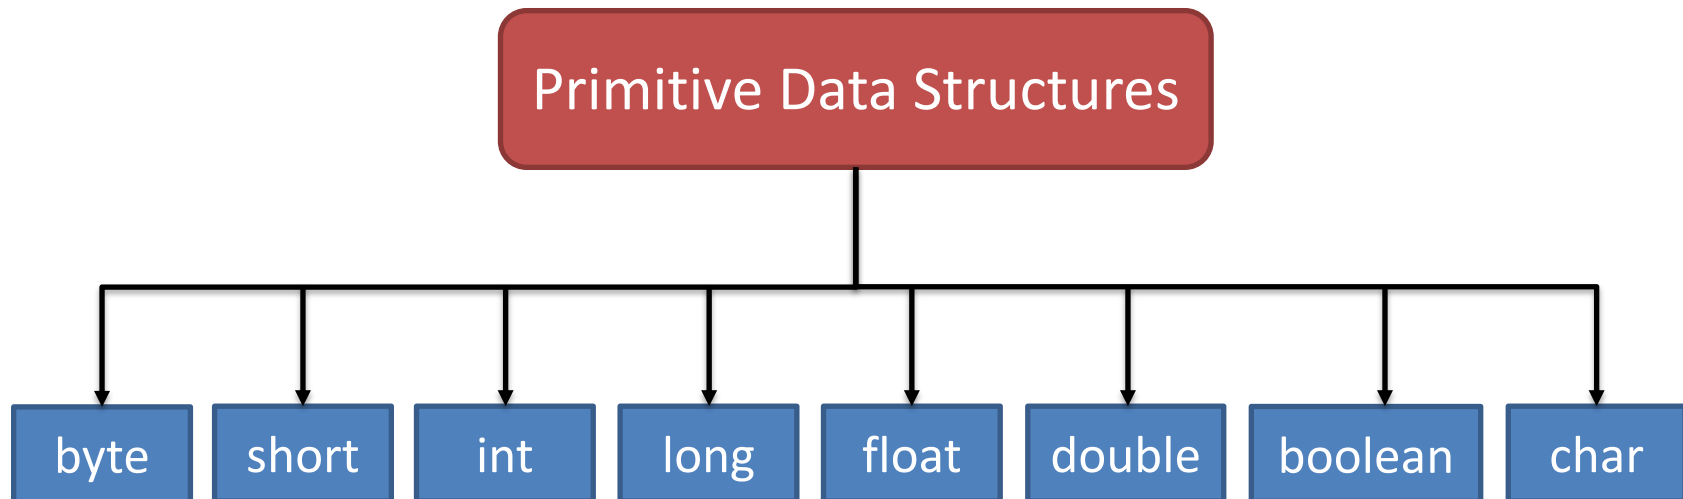 Primitive Data Structures
byte short int long float double boolean char